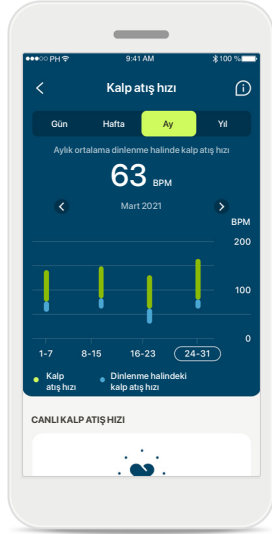 PH
9:41 AM
100 %
Kalp atış hızı
Gün Hafta Ay Yıl
Aylık ortalama dinlenme halinde kalp atış hızı
63 BPM
Mart 2021
BPM
200
100
0
1-7 8-15 16-23 24-31
Kalp
atış hızı
Dinlenme halindeki
kalp atış hızı
CANLI KALP ATIŞ HIZI